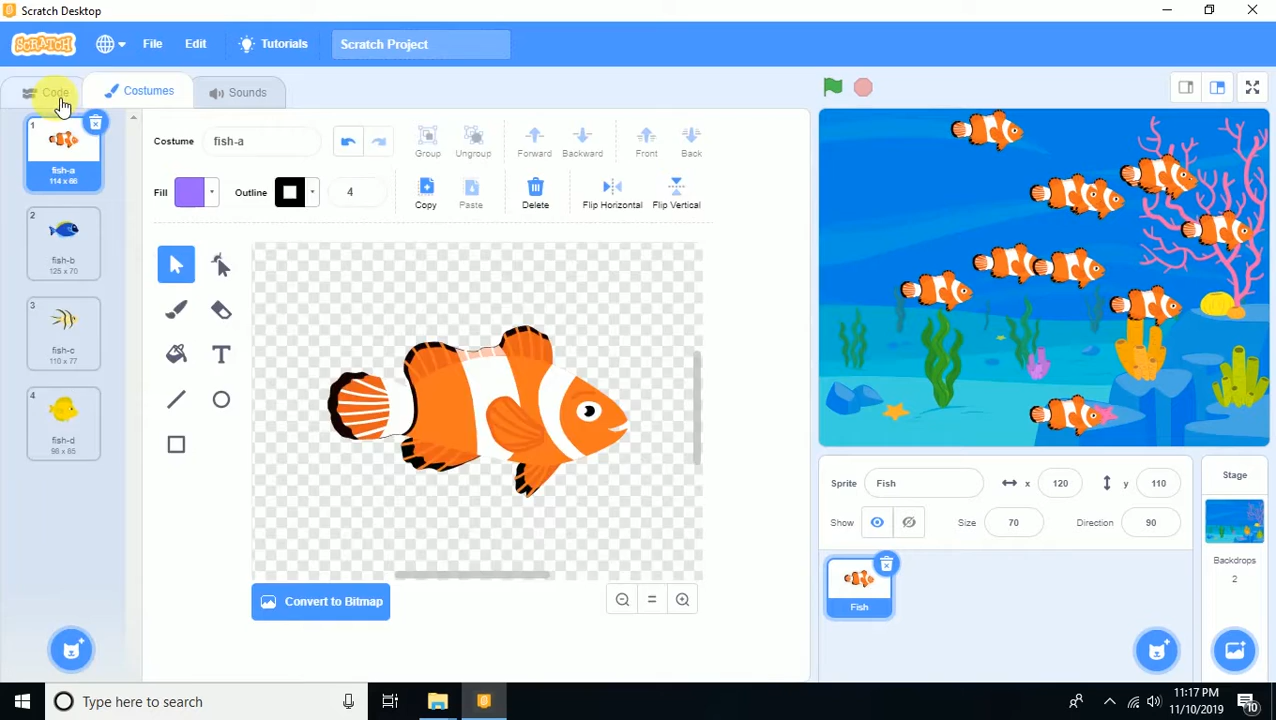 Scratch Desktop
SCRATCH File Edit Tutorials Scratch Project
Code Costumes Sounds
1
fish-a
114 x 66
2
fish-b
125 x 70
3
fish-c
110 x 77
4
fish-d
96 x 65
Costume fish-a
Group Ungroup Forward Backward Front Back
Fill Outline 4
Copy Paste Delete Flip Horizontal Flip Vertical
Convert to Bitmap
Sprite Fish x 120 y 110
Show Size 70 Direction 90
Fish
Stage
Backdrops
2
Type here to search
11:17 PM
11/10/2019
10